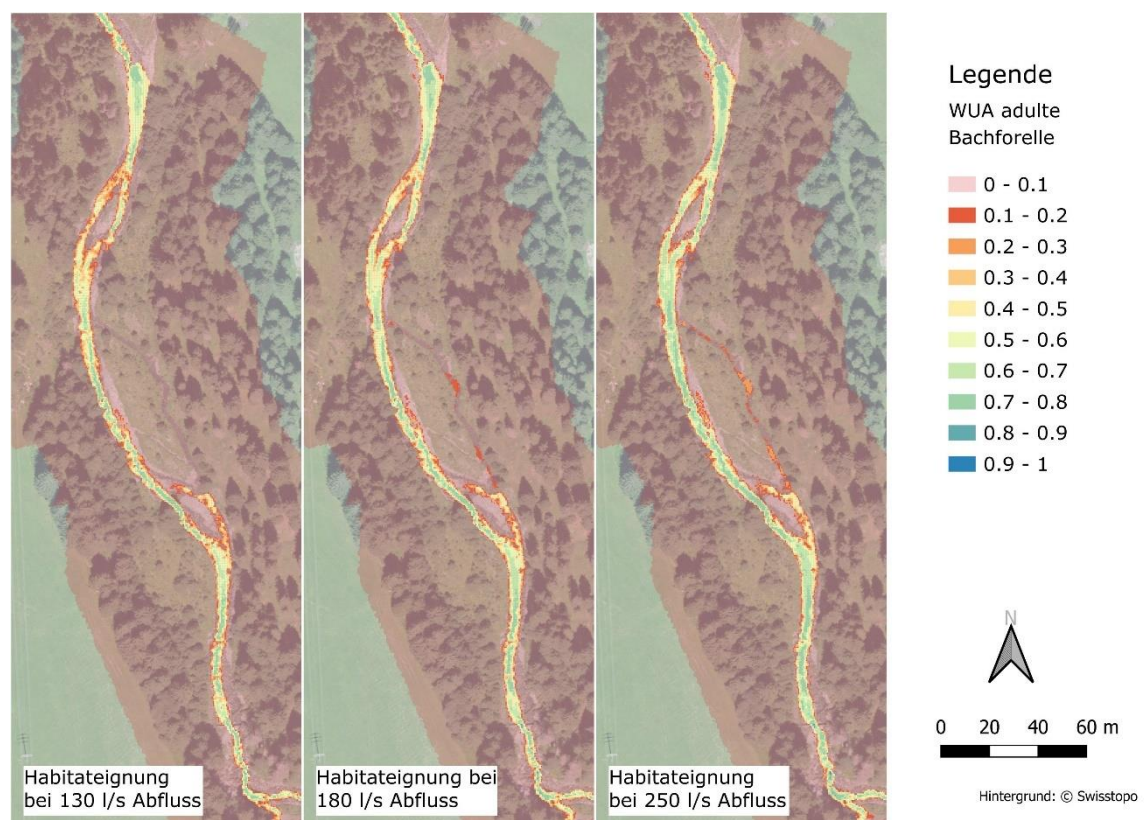 Legende
WUA adulte
Bachforelle
0 - 0.1
0.1 - 0.2
0.2 - 0.3
0.3 - 0.4
0.4 - 0.5
0.5 - 0.6
0.6 - 0.7
0.7 - 0.8
0.8 - 0.9
0.9 - 1
N
0 20 40 60 m
Habitateignung
bei 130 l/s Abfluss
Habitateignung bei
180 l/s Abfluss
Habitateignung
bei 250 l/s Abfluss
Hintergrund: © Swisstopo